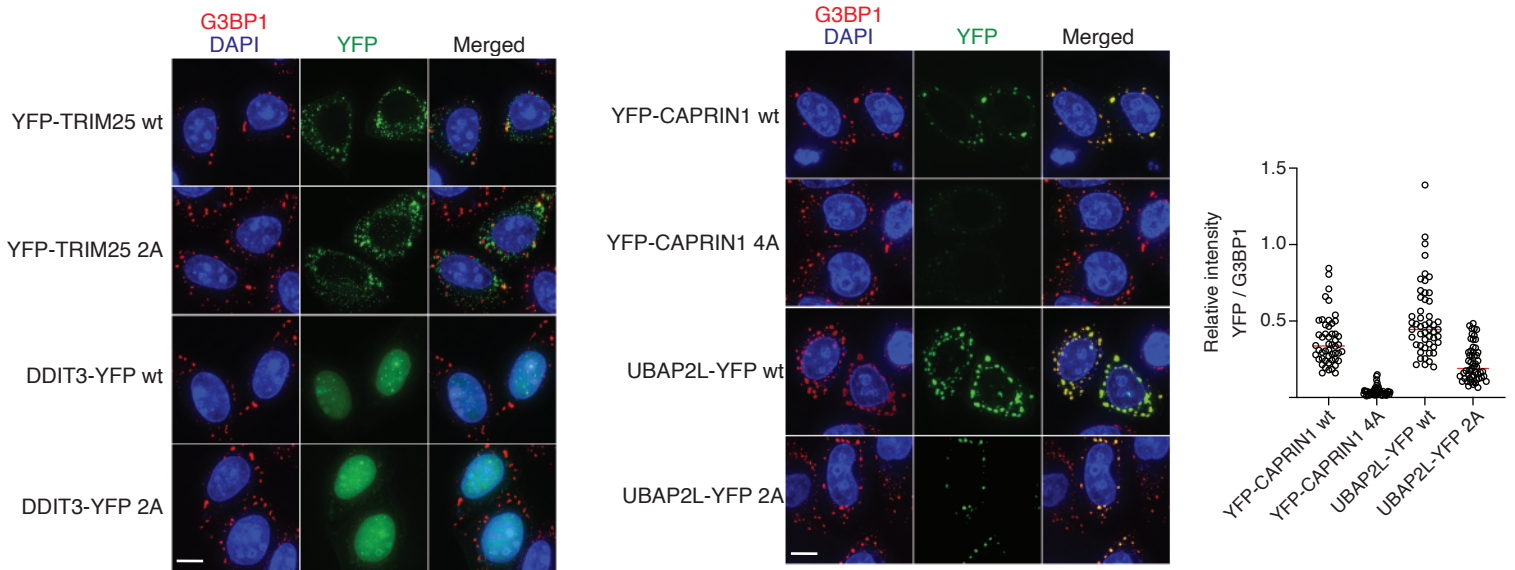 G3BP1
DAPI
YFP
Merged
YFP-TRIM25 wt
YFP-TRIM25 2A
DDIT3-YFP wt
DDIT3-YFP 2A
G3BP1
DAPI
YFP
Merged
YFP-CAPRIN1 wt
YFP-CAPRIN1 4A
UBAP2L-YFP wt
UBAP2L-YFP 2A
Relative intensity
YFP / G3BP1
1.5
1.0
0.5
YFP-CAPRIN1 wt
YFP-CAPRIN1 4A
UBAP2L-YFP wt
UBAP2L-YFP 2A